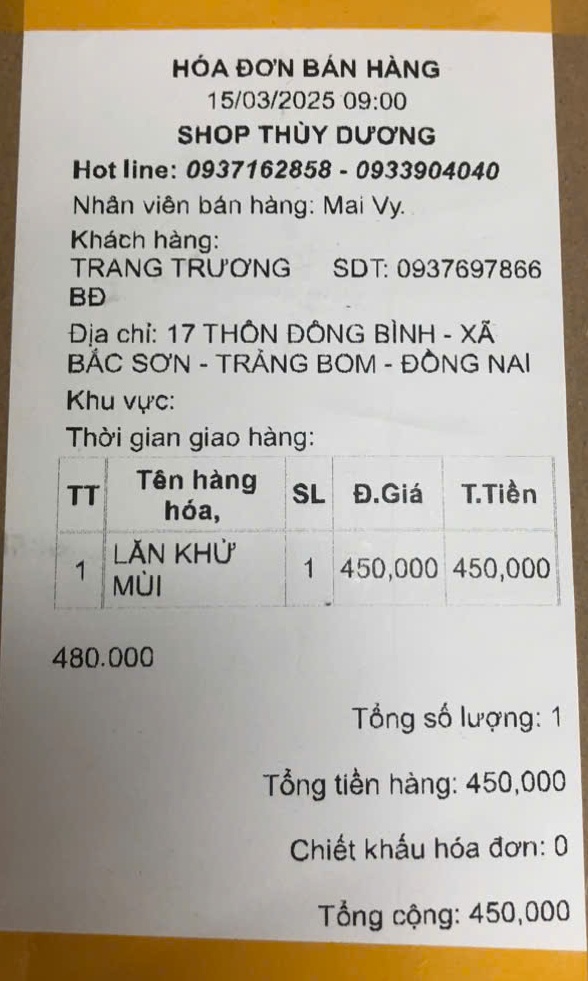 HÓA ĐƠN BÁN HÀNG
15/03/2025 09:00
SHOP THÙY DƯƠNG
Hot line: 0937162858 - 0933904040
Nhân viên bán hàng: Mai Vy.
Khách hàng:
TRANG TRƯƠNG SDT: 0937697866
BĐ
Địa chỉ: 17 THÔN ĐÔNG BÌNH - XÃ
BẮC SƠN - TRẢNG BOM - ĐỒNG NAI
Khu vực:
Thời gian giao hàng:
TT Tên hàng hóa, SL Đ.Giá T.Tiền
1 LĂN KHỬ MÙI 1 450,000 450,000
480.000
Tổng số lượng: 1
Tổng tiền hàng: 450,000
Chiết khấu hóa đơn: 0
Tổng cộng: 450,000